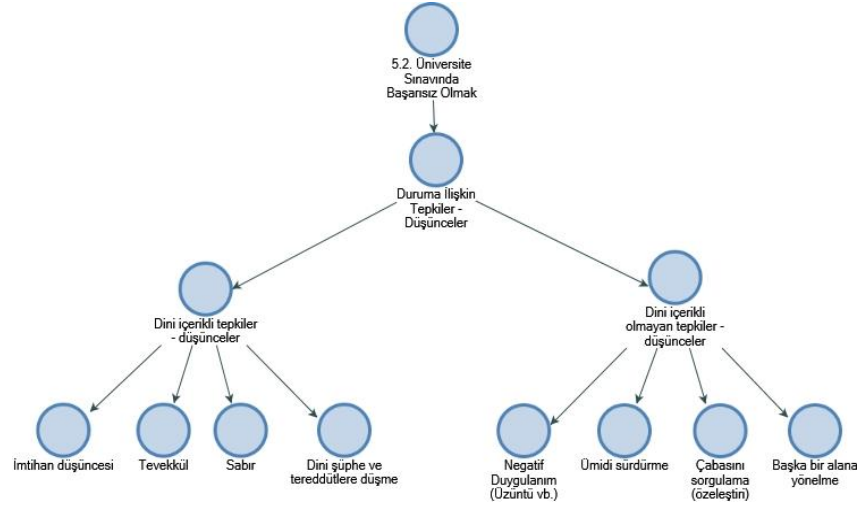 5.2. Üniversite
Sınavında
Başarısız Olmak
Duruma İlişkin
Tepkiler -
Düşünceler
Dini içerikli tepkiler
- düşünceler
Dini içerikli
olmayan tepkiler -
düşünceler
İmtihan düşüncesi
Tevekkül
Sabır
Dini şüphe ve
tereddütlere düşme
Negatif
Duygulanım
(Üzüntü vb.)
Ümidi sürdürme
Çabasını
sorgulama
(özeleştiri)
Başka bir alana
yönelme